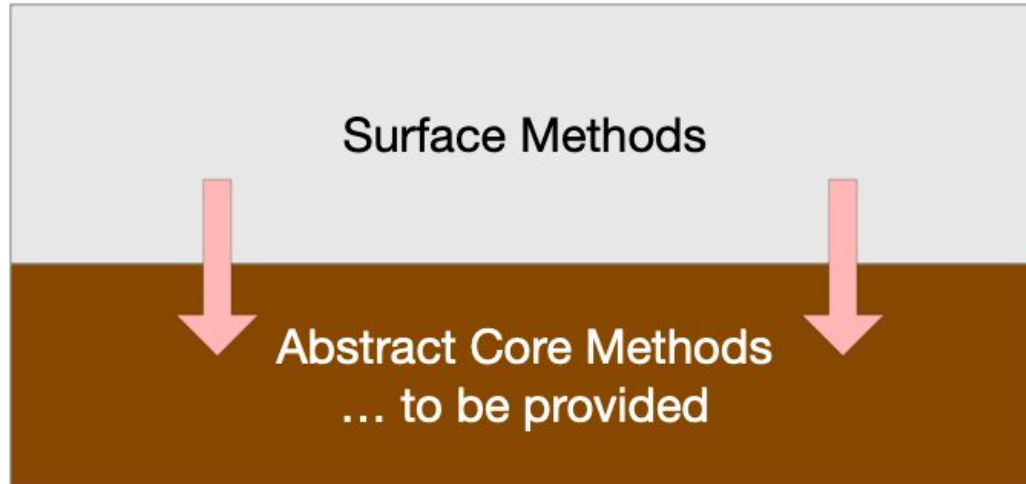 Surface Methods
Abstract Core Methods
... to be provided